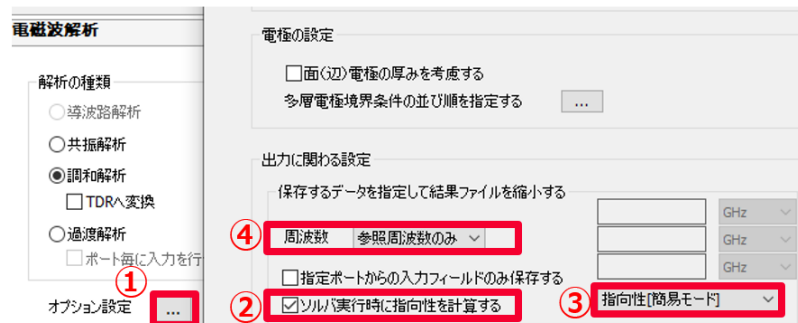 電磁波解析
解析の種類
導波路解析
共振解析
調和解析
TDRへ変換
過渡解析
ポート毎に入力を行
①
オプション設定 ...
電極の設定
面(辺)電極の厚みを考慮する
多層電極境界条件の並び順を指定する ...
出力に関わる設定
保存するデータを指定して結果ファイルを縮小する
GHz
④ 周波数 参照周波数のみ GHz
GHz
指定ポートからの入力フィールドのみ保存する
② ソルバ実行時に指向性を計算する ③ 指向性[簡易モード]